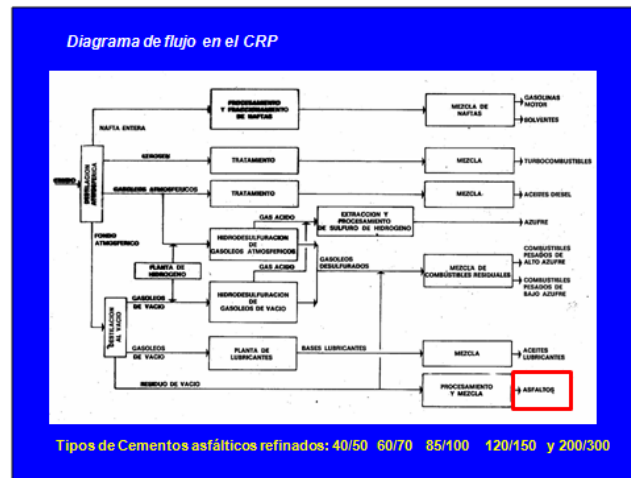 Diagrama de flujo en el CRP
PROCESAMIENTO
Y FRACCIONAMIENTO
DE NAFTAS
MEZCLA DE
NAFTAS
GASOLINAS
MOTOR
SOLVENTES
NAFTA ENTERA
CRUDO
DESTILACION
ATMOSFERICA
KEROSEN
TRATAMIENTO
MEZCLA
TURBOCOMBUSTIBLES
GASOLEOS ATMOSFERICOS
TRATAMIENTO
MEZCLA
ACEITES DIESEL
FONDO
ATMOSFERICO
GAS ACIDO
EXTRACCION Y
PROCESAMIENTO
DE SULFURO DE HIDROGENO
AZUFRE
HIDRODESULFURACION
DE
GASOLEOS ATMOSFERICOS
PLANTA DE
HIDROGENO
GAS ACIDO
GASOLEOS
DESULFURADOS
MEZCLA DE
COMBUSTIBLES RESIDUALES
COMBUSTIBLES
PESADOS DE
ALTO AZUFRE
COMBUSTIBLES
PESADOS DE
BAJO AZUFRE
GASOLEOS
DE VACIO
HIDRODESULFURACION
DE
GASOLEOS DE VACIO
DESTILACION
AL VACIO
GASOLEOS
DE VACIO
PLANTA DE
LUBRICANTES
BASES LUBRICANTES
MEZCLA
ACEITES
LUBRICANTES
RESIDUO DE VACIO
PROCESAMIENTO
Y MEZCLA
ASFALTOS
Tipos de Cementos asfálticos refinados: 40/50 60/70 85/100 120/150 y 200/300